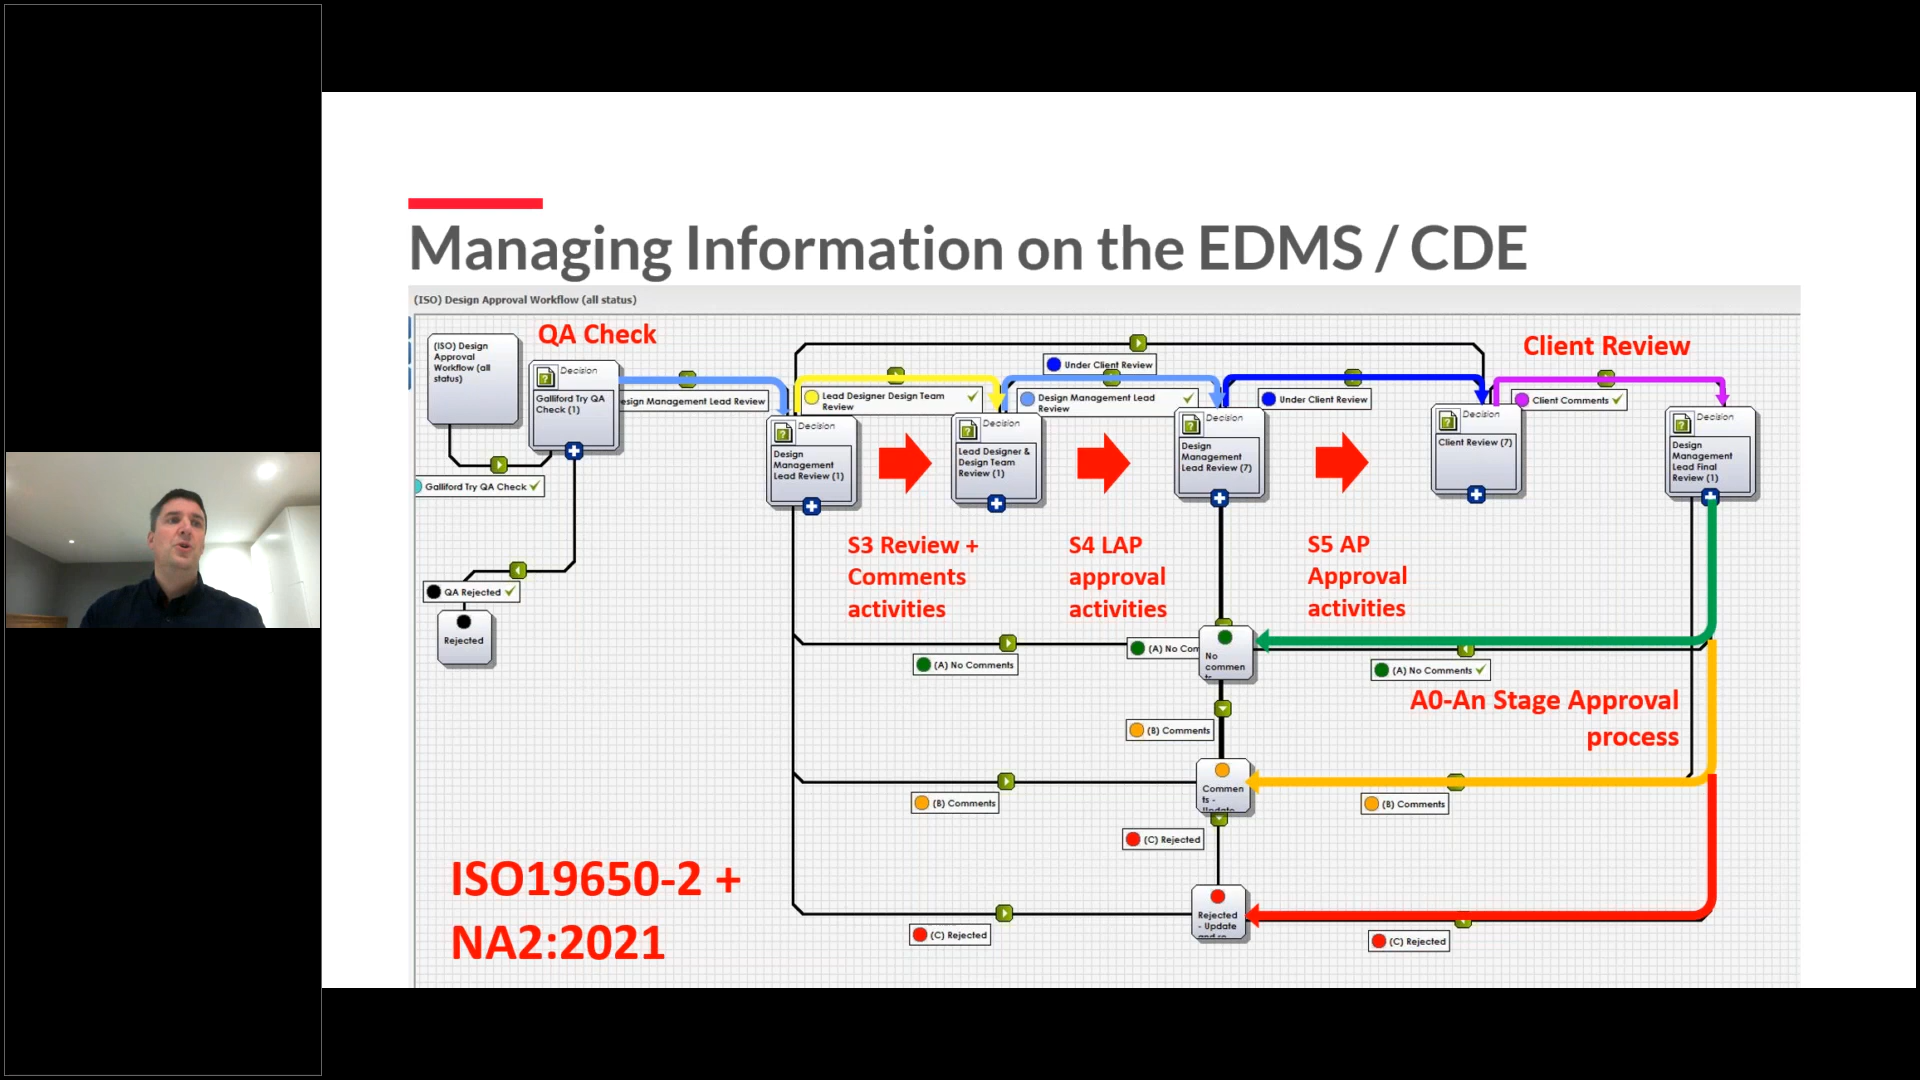 Managing Information on the EDMS / CDE
(ISO) Design Approval Workflow (all status)
(ISO) Design
Approval
Workflow (all
status)
QA Check
Decision
Galliford Try QA
Check (1)
Galliford Try QA Check
QA Rejected
Rejected
esign Management Lead Review
Decision
Design
Management
Lead Review (1)
Lead Designer Design Team
Review
Decision
Lead Designer &
Design Team
Review (1)
Under Client Review
Design Management Lead
Review
Decision
Design
Management
Lead Review (7)
Under Client Review
Decision
Client Review (7)
Client Review
Client Comments
Decision
Design
Management
Lead Final
Review (1)
S3 Review +
Comments
activities
S4 LAP
approval
activities
S5 AP
Approval
activities
(A) No Comments
(A) No Com
No
commen
(A) No Comments
A0-An Stage Approval
process
(B) Comments
(B) Comments
Commen
ts -
Update
(B) Comments
(C) Rejected
(C) Rejected
Rejected
- Update
and re
(C) Rejected
ISO19650-2 +
NA2:2021